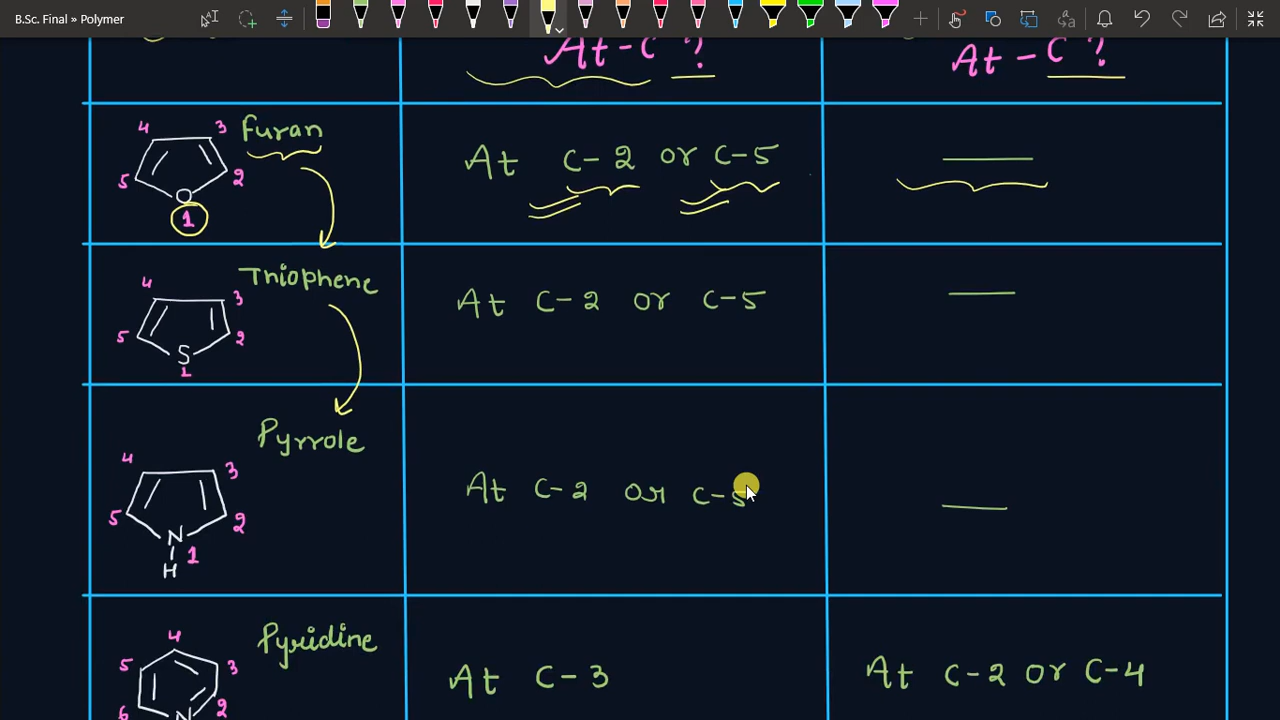 B.Sc. Final » Polymer
At - C ?
At - C ?
4 3 Furan
5 2
O
1
At C-2 or C-5
Thiophene
4 3
5 2
S
1
At C-2 or C-5
Pyrrole
4 3
5 2
N 1
H
At C-2 or C-5
Pyridine
4
5 3
6 N 2
At C-3
At C-2 or C-4